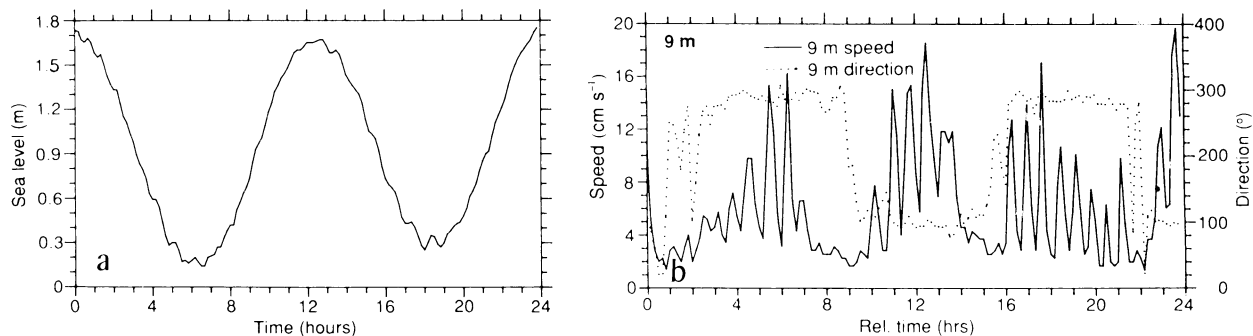 1.8
1.5
1.2
0.9
0.6
0.3
0
Sea level (m)
a
0 4 8 12 16 20 24
Time (hours)
20
16
12
8
4
0
Speed (cm s⁻¹)
9 m
9 m speed
9 m direction
b
400
300
200
100
0
Direction (°)
0 4 8 12 16 20 24
Rel. time (hrs)